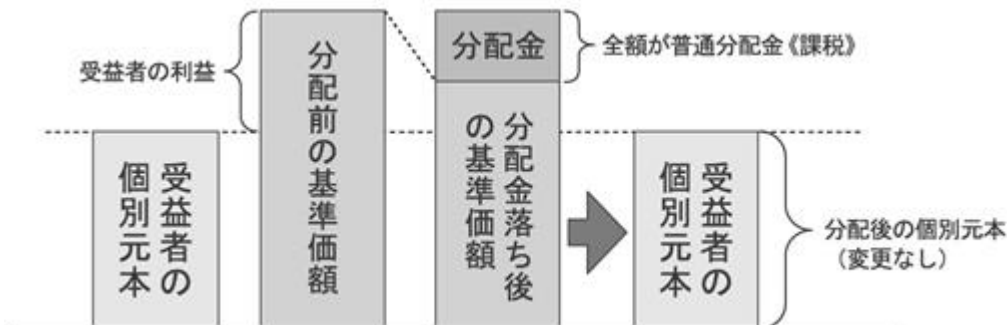 受益者の利益
受益者の
個別元本
分配前の基準価額
分配金
全額が普通分配金《課税》
分配金落ち後
の基準価額
受益者の
個別元本
分配後の個別元本
（変更なし）